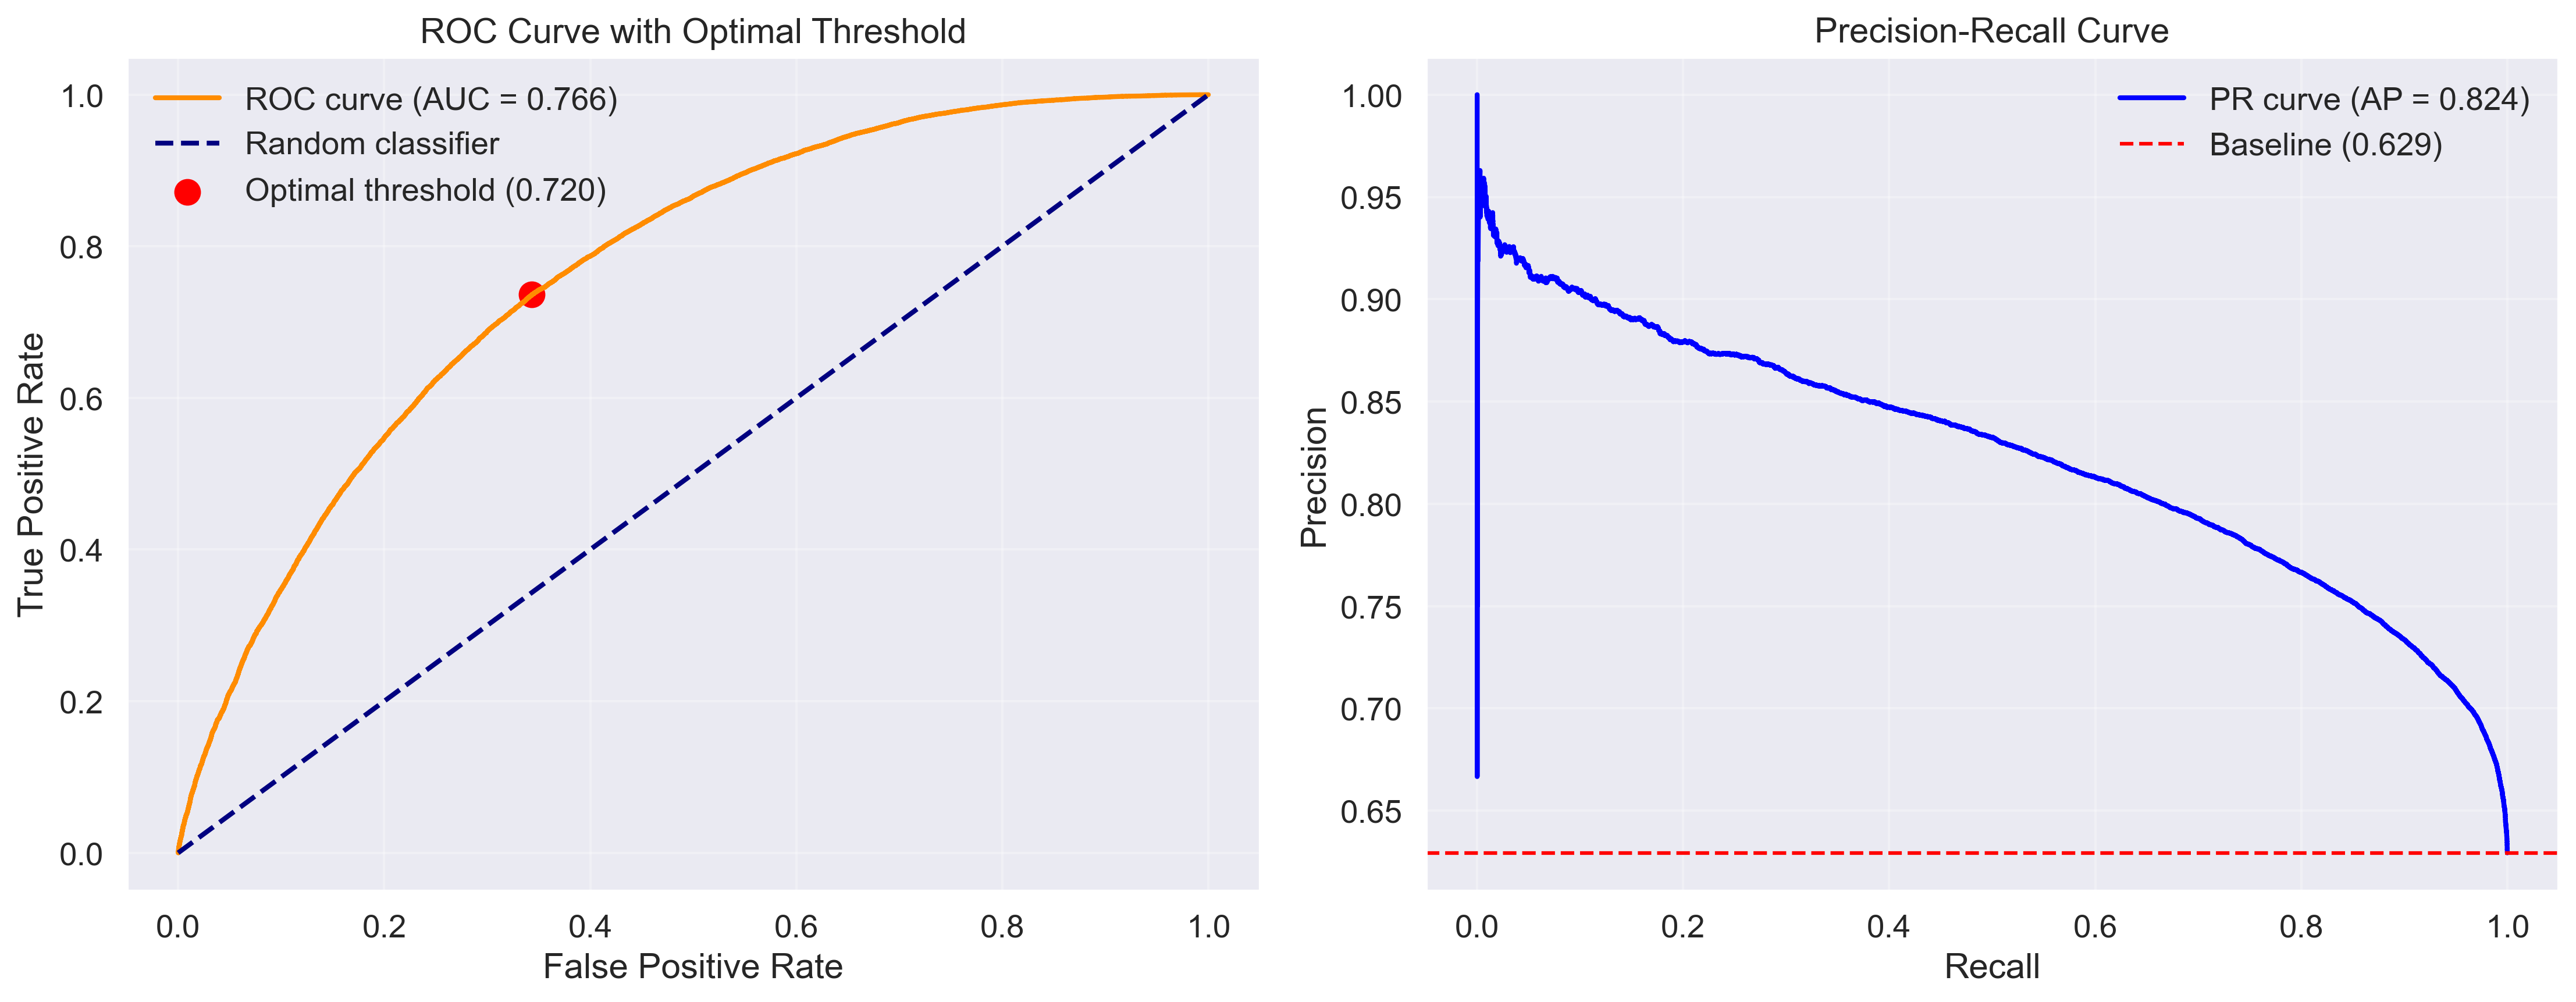 ROC Curve with Optimal Threshold
ROC curve (AUC = 0.766)
Random classifier
Optimal threshold (0.720)
True Positive Rate
1.0
0.8
0.6
0.4
0.2
0.0
0.0 0.2 0.4 0.6 0.8 1.0
False Positive Rate
Precision-Recall Curve
PR curve (AP = 0.824)
Baseline (0.629)
Precision
1.00
0.95
0.90
0.85
0.80
0.75
0.70
0.65
0.0 0.2 0.4 0.6 0.8 1.0
Recall